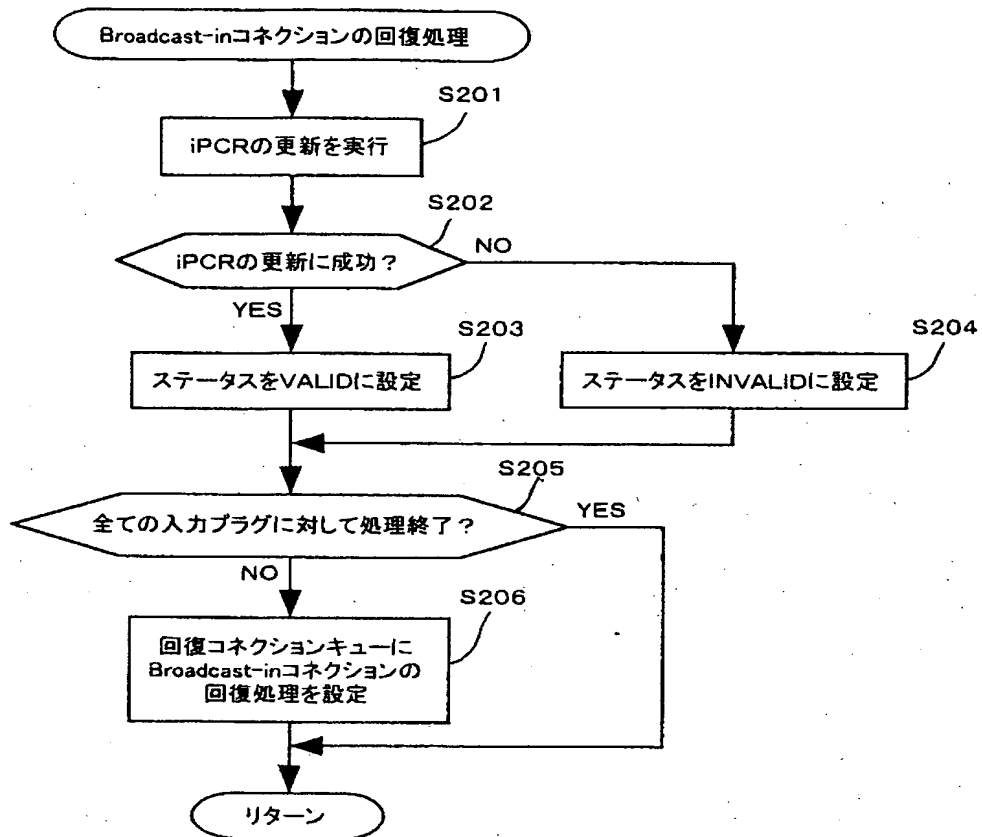 Broadcast-inコネクションの回復処理
S201
iPCRの更新を実行
S202
iPCRの更新に成功？
NO
YES
S203
ステータスをVALIDに設定
S204
ステータスをINVALIDに設定
S205
全ての入力プラグに対して処理終了？
YES
NO
S206
回復コネクションキューに
Broadcast-inコネクションの
回復処理を設定
リターン